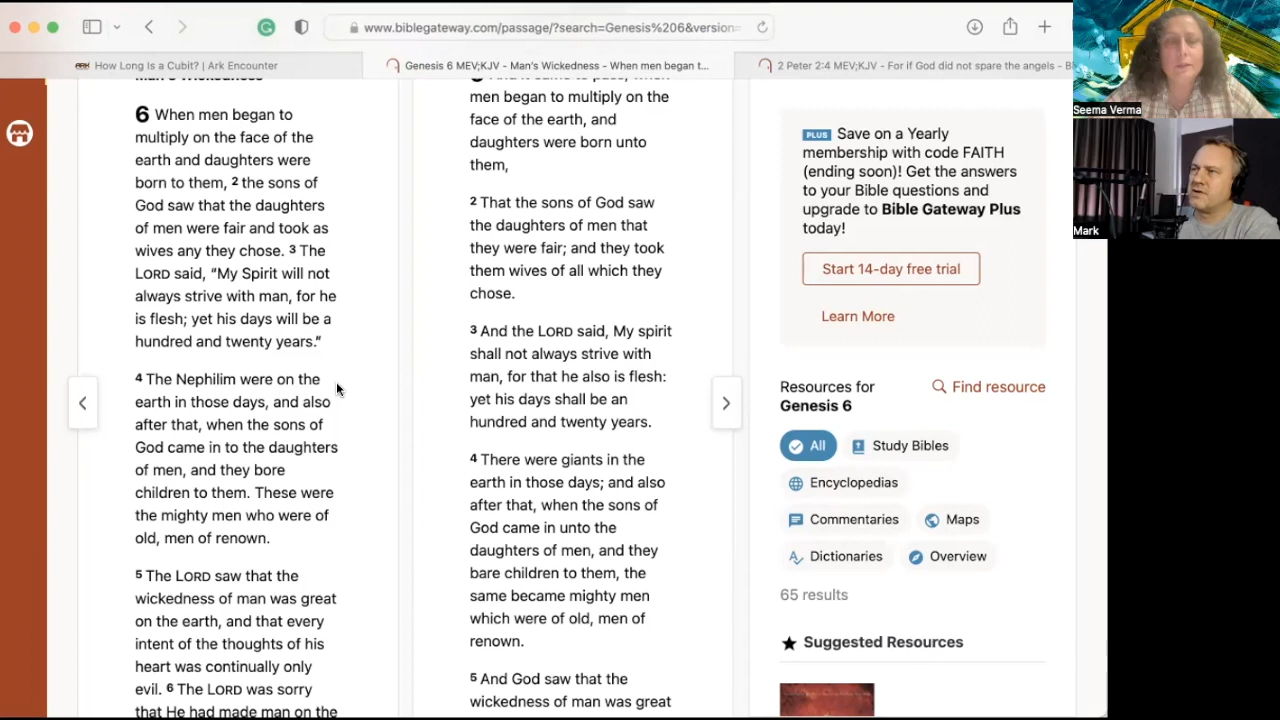 www.biblegateway.com/passage/?search=Genesis%206&version=
How Long Is a Cubit? | Ark Encounter
Genesis 6 MEV;KJV - Man's Wickedness - When men began t...
2 Peter 2:4 MEV;KJV - For if God did not spare the angels - B
Seema Verma
Mark
Man's Wickedness
6 When men began to
multiply on the face of the
earth and daughters were
born to them, 2 the sons of
God saw that the daughters
of men were fair and took as
wives any they chose. 3 The
LORD said, “My Spirit will not
always strive with man, for he
is flesh; yet his days will be a
hundred and twenty years.”
4 The Nephilim were on the
earth in those days, and also
after that, when the sons of
God came in to the daughters
of men, and they bore
children to them. These were
the mighty men who were of
old, men of renown.
5 The LORD saw that the
wickedness of man was great
on the earth, and that every
intent of the thoughts of his
heart was continually only
evil. 6 The LORD was sorry
that He had made man on the
6 And it came to pass, when
men began to multiply on the
face of the earth, and
daughters were born unto
them,
2 That the sons of God saw
the daughters of men that
they were fair; and they took
them wives of all which they
chose.
3 And the LORD said, My spirit
shall not always strive with
man, for that he also is flesh:
yet his days shall be an
hundred and twenty years.
4 There were giants in the
earth in those days; and also
after that, when the sons of
God came in unto the
daughters of men, and they
bare children to them, the
same became mighty men
which were of old, men of
renown.
5 And God saw that the
wickedness of man was great
PLUS Save on a Yearly
membership with code FAITH
(ending soon)! Get the answers
to your Bible questions and
upgrade to Bible Gateway Plus
today!
Start 14-day free trial
Learn More
Resources for
Genesis 6
Find resource
All
Study Bibles
Encyclopedias
Commentaries
Maps
Dictionaries
Overview
65 results
Suggested Resources